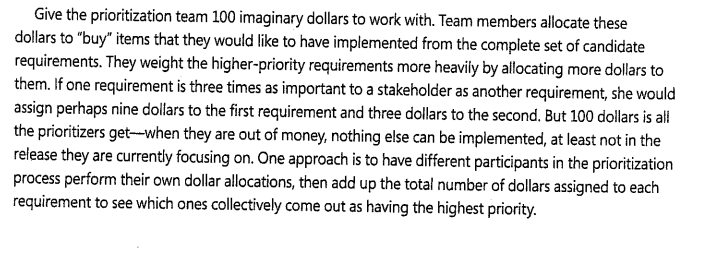 Give the prioritization team 100 imaginary dollars to work with. Team members allocate these
dollars to “buy” items that they would like to have implemented from the complete set of candidate
requirements. They weight the higher-priority requirements more heavily by allocating more dollars to
them. If one requirement is three times as important to a stakeholder as another requirement, she would
assign perhaps nine dollars to the first requirement and three dollars to the second. But 100 dollars is all
the prioritizers get—when they are out of money, nothing else can be implemented, at least not in the
release they are currently focusing on. One approach is to have different participants in the prioritization
process perform their own dollar allocations, then add up the total number of dollars assigned to each
requirement to see which ones collectively come out as having the highest priority.